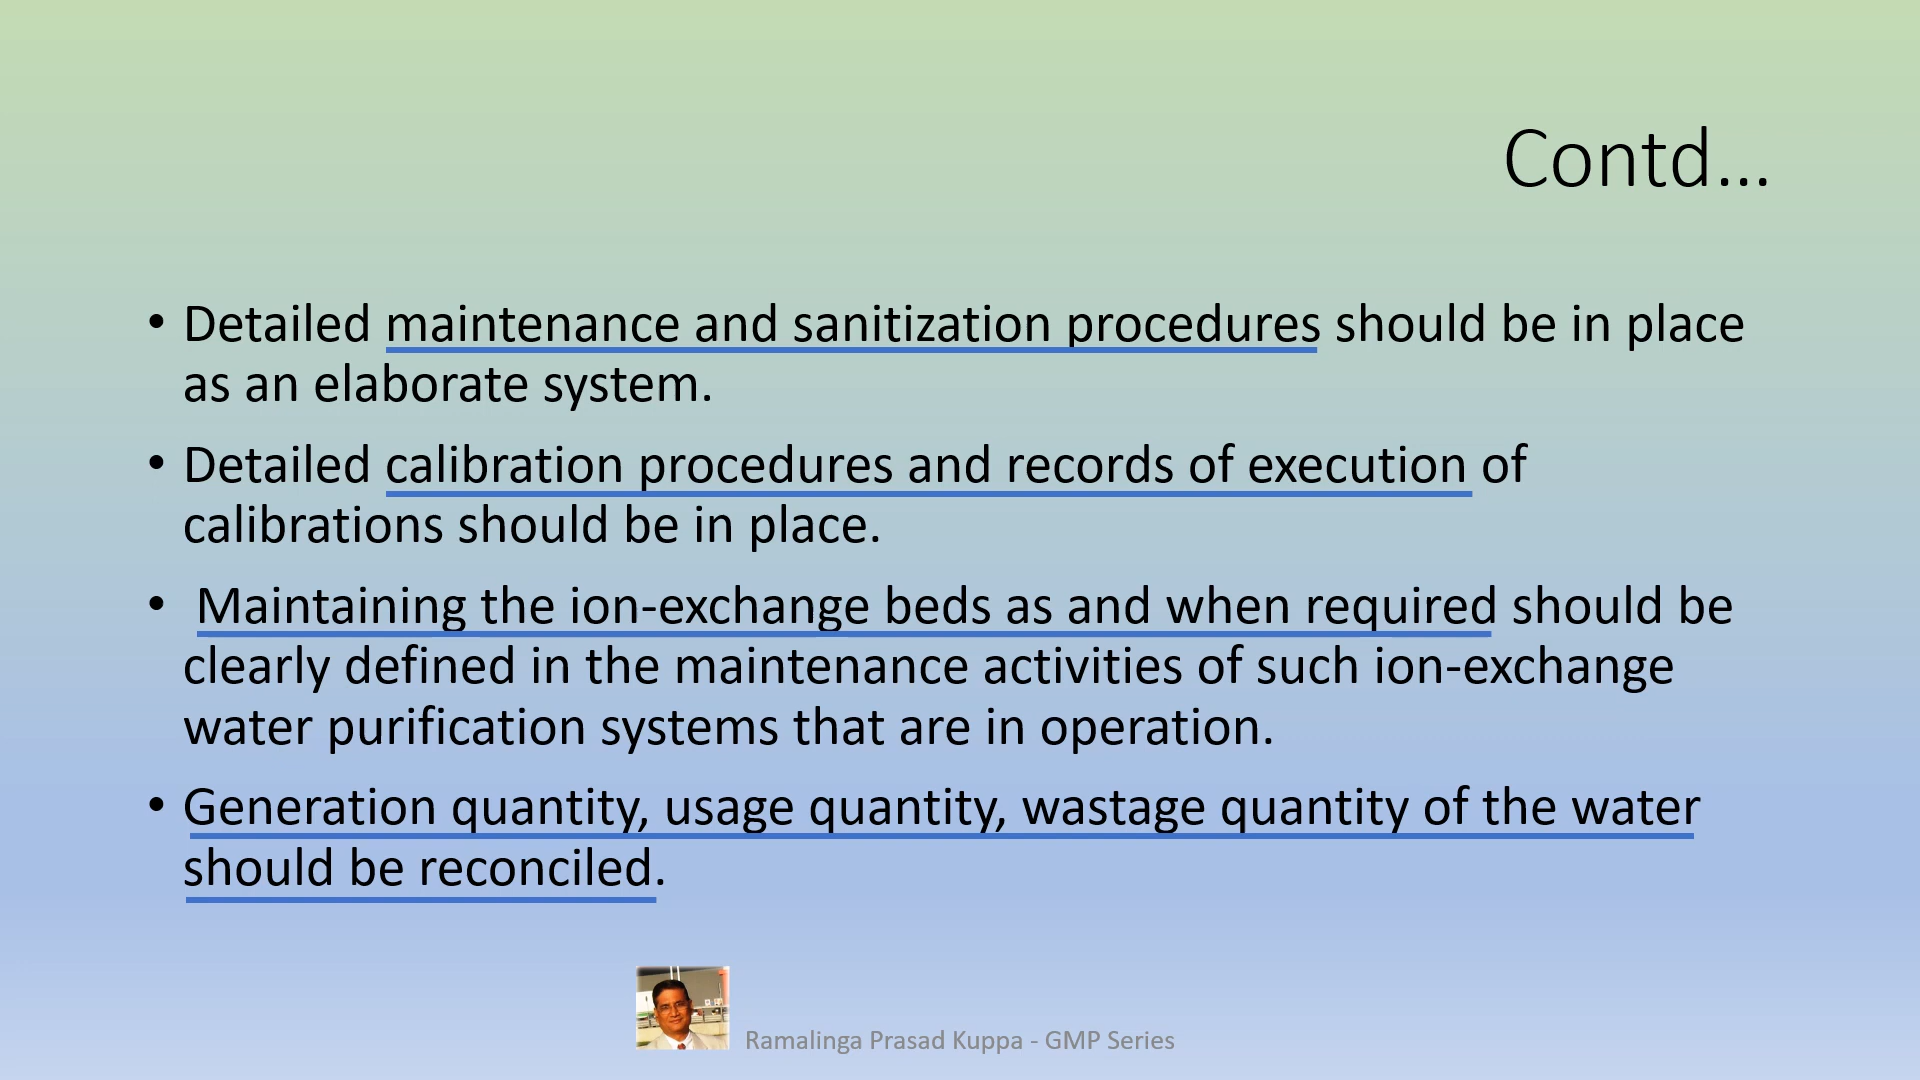 Contd...
• Detailed maintenance and sanitization procedures should be in place
as an elaborate system.
• Detailed calibration procedures and records of execution of
calibrations should be in place.
• Maintaining the ion-exchange beds as and when required should be
clearly defined in the maintenance activities of such ion-exchange
water purification systems that are in operation.
• Generation quantity, usage quantity, wastage quantity of the water
should be reconciled.
Ramalinga Prasad Kuppa - GMP Series